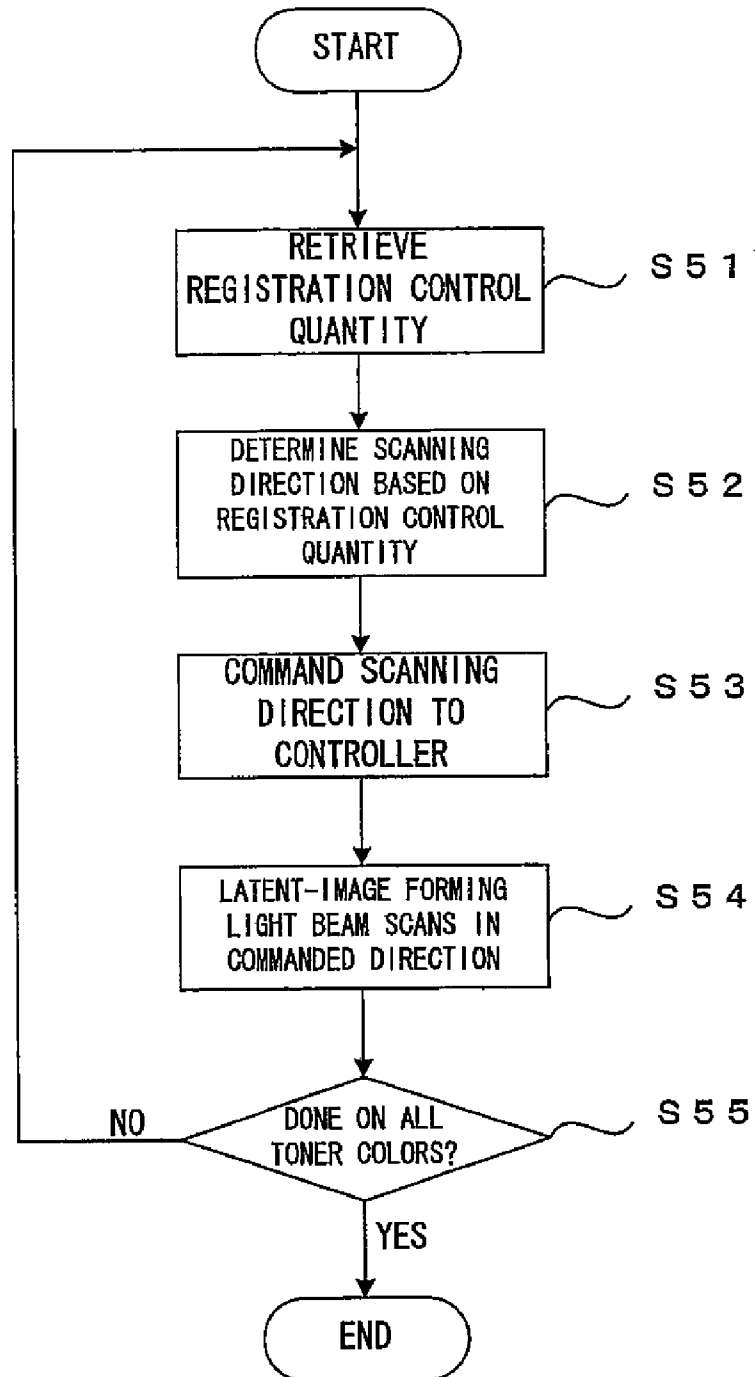 START
RETRIEVE
REGISTRATION CONTROL
QUANTITY
S51
DETERMINE SCANNING
DIRECTION BASED ON
REGISTRATION CONTROL
QUANTITY
S52
COMMAND SCANNING
DIRECTION TO
CONTROLLER
S53
LATENT-IMAGE FORMING
LIGHT BEAM SCANS IN
COMMANDED DIRECTION
S54
NO
DONE ON ALL
TONER COLORS?
S55
YES
END